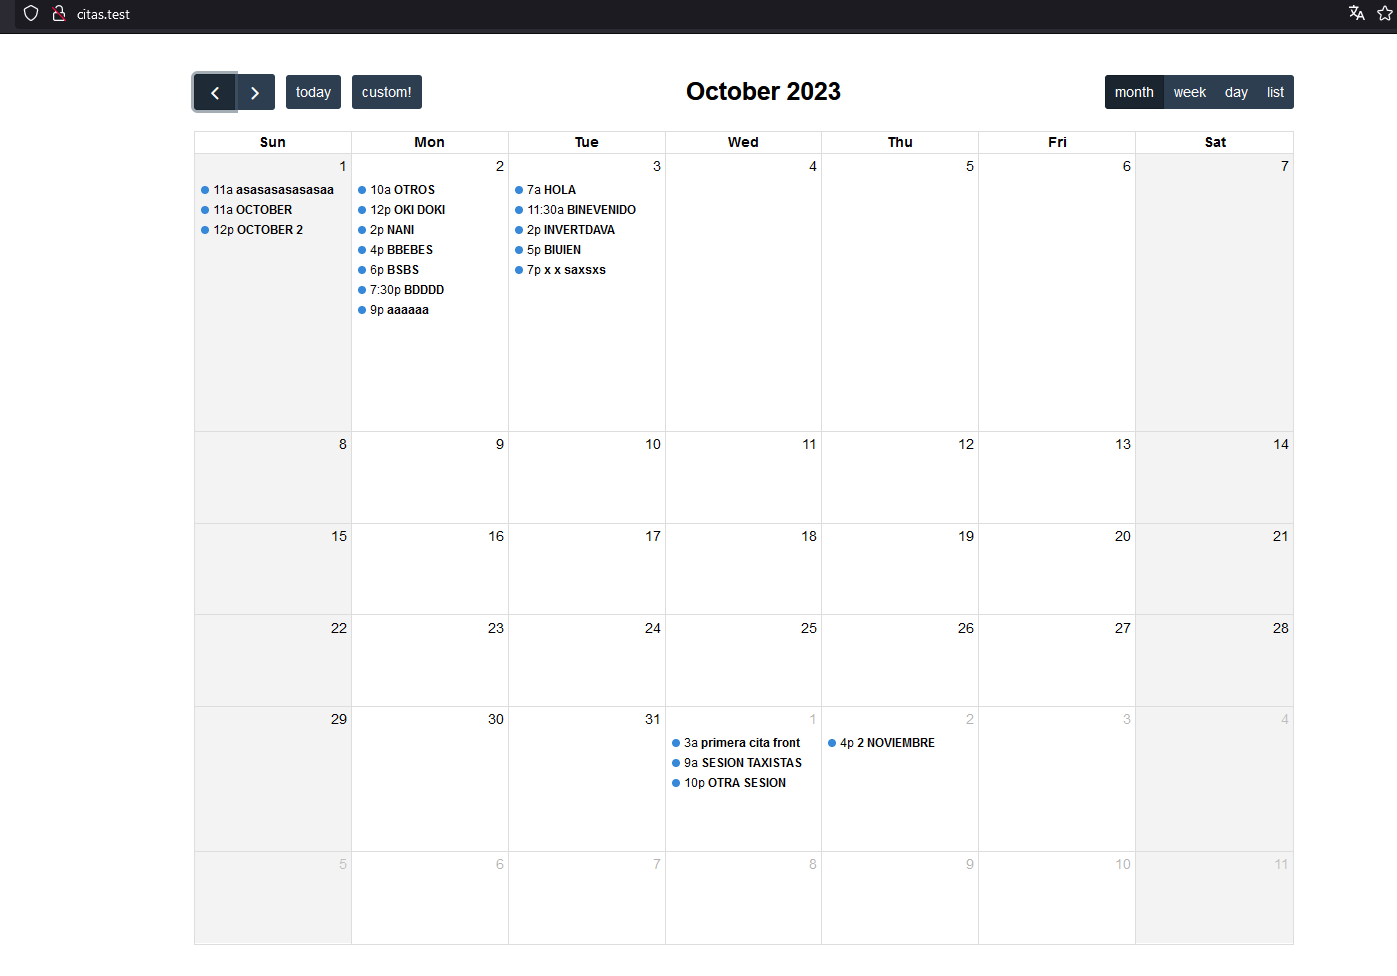 citas.test
today custom! October 2023 month week day list
Sun Mon Tue Wed Thu Fri Sat
1 2 3 4 5 6 7
11a asasasasasasaa
11a OCTOBER
12p OCTOBER 2
10a OTROS
12p OKI DOKI
2p NANI
4p BBEBES
6p BSBS
7:30p BDDDD
9p aaaaaa
7a HOLA
11:30a BINEVENIDO
2p INVERTDAVA
5p BIUIEN
7p x x saxsxs
8 9 10 11 12 13 14
15 16 17 18 19 20 21
22 23 24 25 26 27 28
29 30 31 1 2 3 4
3a primera cita front
9a SESION TAXISTAS
10p OTRA SESION
4p 2 NOVIEMBRE
5 6 7 8 9 10 11